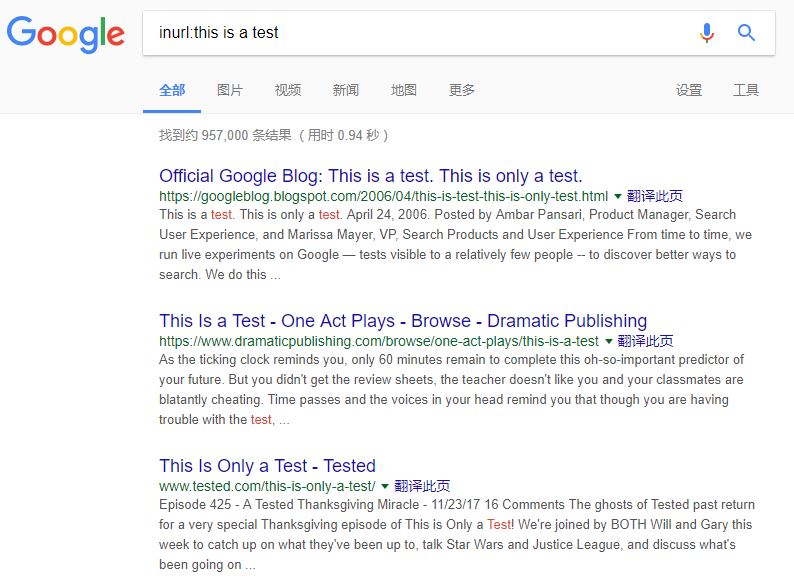 Google
inurl:this is a test
全部 图片 视频 新闻 地图 更多 设置 工具
找到约 957,000 条结果 （用时 0.94 秒）
Official Google Blog: This is a test. This is only a test.
https://googleblog.blogspot.com/2006/04/this-is-test-this-is-only-test.html ▼ 翻译此页
This is a test. This is only a test. April 24, 2006. Posted by Ambar Pansari, Product Manager, Search
User Experience, and Marissa Mayer, VP, Search Products and User Experience From time to time, we
run live experiments on Google — tests visible to a relatively few people -- to discover better ways to
search. We do this ...
This Is a Test - One Act Plays - Browse - Dramatic Publishing
https://www.dramaticpublishing.com/browse/one-act-plays/this-is-a-test ▼ 翻译此页
As the ticking clock reminds you, only 60 minutes remain to complete this oh-so-important predictor of
your future. But you didn't get the review sheets, the teacher doesn't like you and your classmates are
blatantly cheating. Time passes and the voices in your head remind you that though you are having
trouble with the test, ...
This Is Only a Test - Tested
www.tested.com/this-is-only-a-test/ ▼ 翻译此页
Episode 425 - A Tested Thanksgiving Miracle - 11/23/17 16 Comments The ghosts of Tested past return
for a very special Thanksgiving episode of This is Only a Test! We're joined by BOTH Will and Gary this
week to catch up on what they've been up to, talk Star Wars and Justice League, and discuss what's
been going on ...